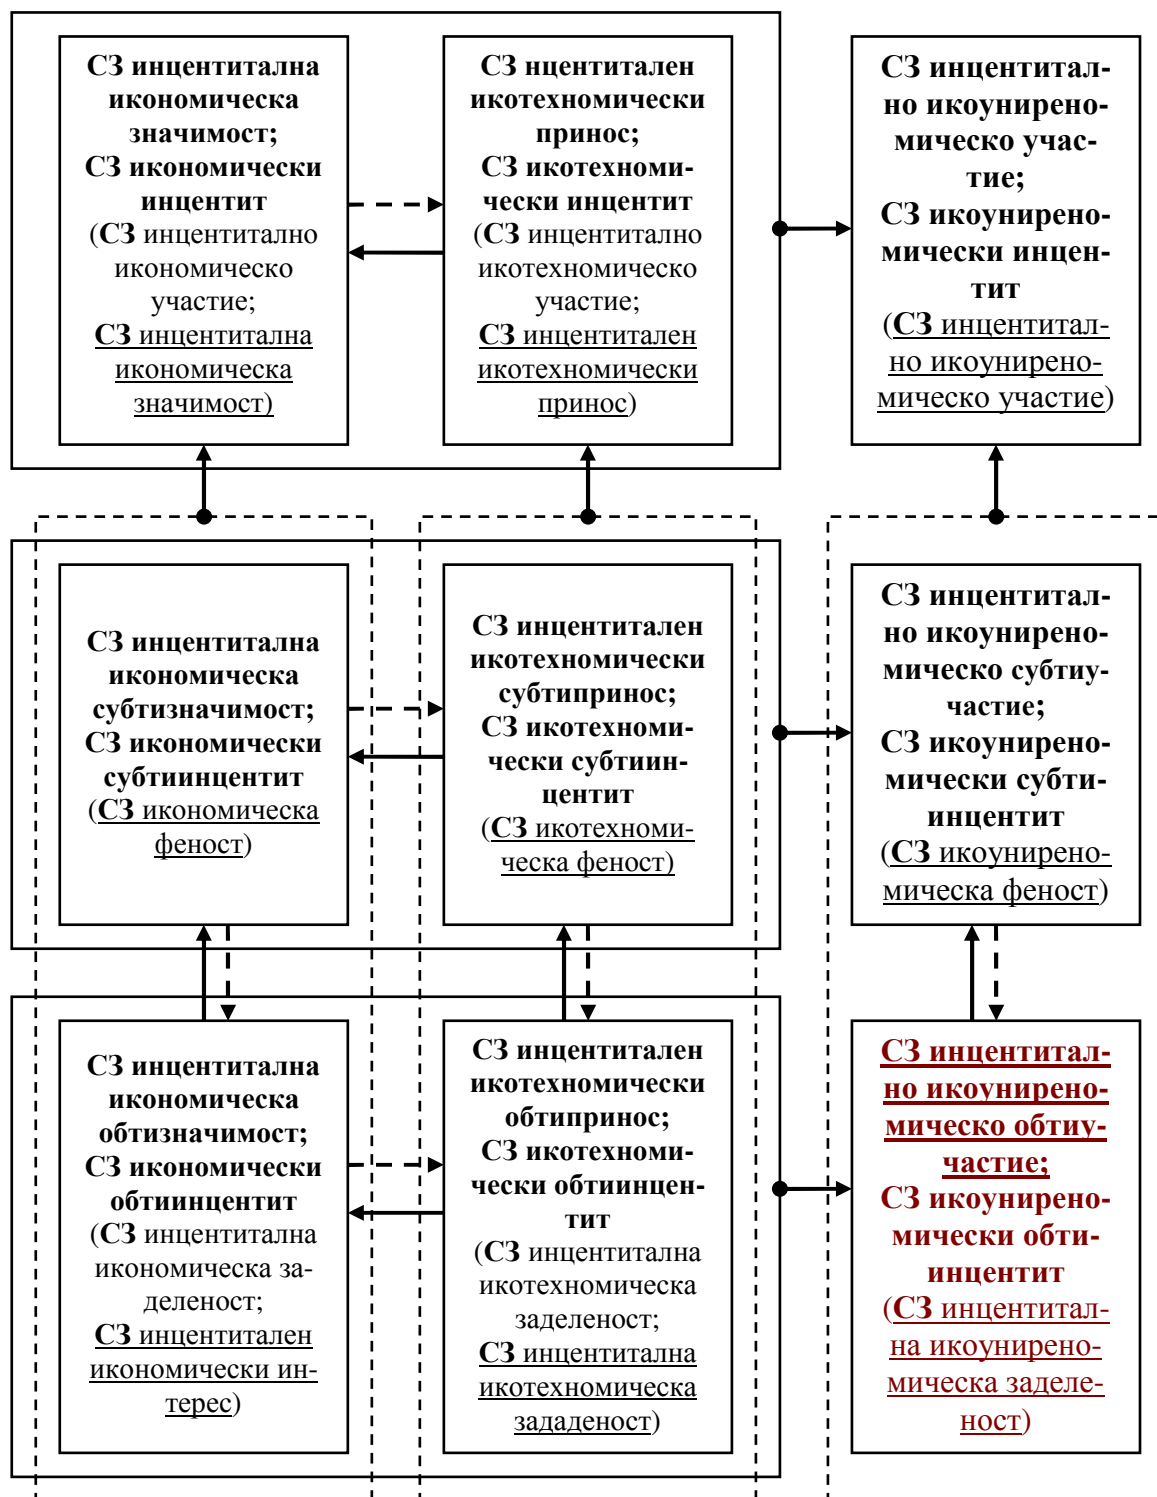 СЗ инцентитална
икономическа
значимост;
СЗ икономически
инцентит
(СЗ инцентитално
икономическо
участие;
СЗ инцентитална
икономическа
значимост)
СЗ нцентитален
икотехномически
принос;
СЗ икотехноми-
чески инцентит
(СЗ инцентитално
икотехномическо
участие;
СЗ инцентитален
икотехномически
принос)
СЗ инцентитал-
но икоунирено-
мическо учас-
тие;
СЗ икоунирено-
мически инцен-
тит
(СЗ инцентитал-
но икоунирено-
мическо участие)
СЗ инцентитална
икономическа
субтизначимост;
СЗ икономически
субтиинцентит
(СЗ икономическа
феност)
СЗ инцентитален
икотехномически
субтипринос;
СЗ икотехноми-
чески субтиин-
центит
(СЗ икотехноми-
ческа феност)
СЗ инцентитал-
но икоунирено-
мическо субтиу-
частие;
СЗ икоунирено-
мически субти-
инцентит
(СЗ икоунирено-
мическа феност)
СЗ инцентитална
икономическа
обтизначимост;
СЗ икономически
обтиинцентит
(СЗ инцентитална
икономическа за-
деленост;
СЗ инцентитален
икономически ин-
терес)
СЗ инцентитален
икотехномически
обтипринос;
СЗ икотехноми-
чески обтиинцен-
тит
(СЗ инцентитална
икотехномическа
заделеност;
СЗ инцентитална
икотехномическа
зададеност)
СЗ инцентитал-
но икоунирено-
мическо обтиу-
частие;
СЗ икоунирено-
мически обти-
инцентит
(СЗ инцентитал-
на икоунирено-
мическа заделе-
ност)